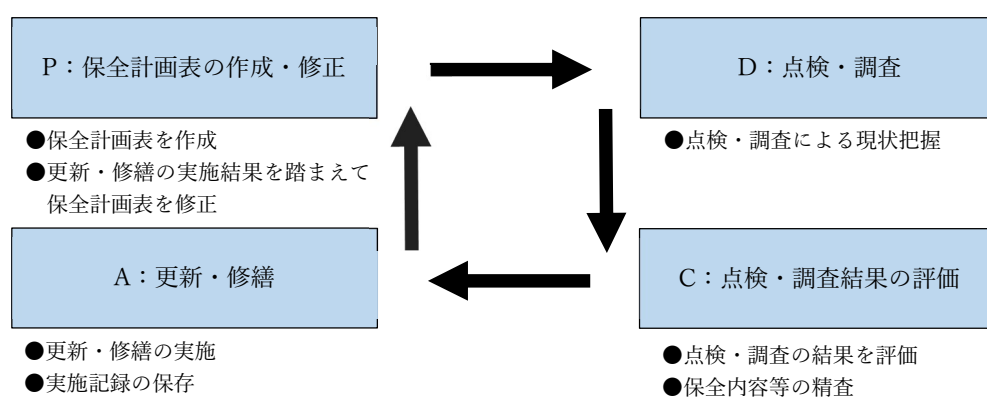 P：保全計画表の作成・修正
●保全計画表を作成
●更新・修繕の実施結果を踏まえて
保全計画表を修正
D：点検・調査
●点検・調査による現状把握
A：更新・修繕
●更新・修繕の実施
●実施記録の保存
C：点検・調査結果の評価
●点検・調査の結果を評価
●保全内容等の精査